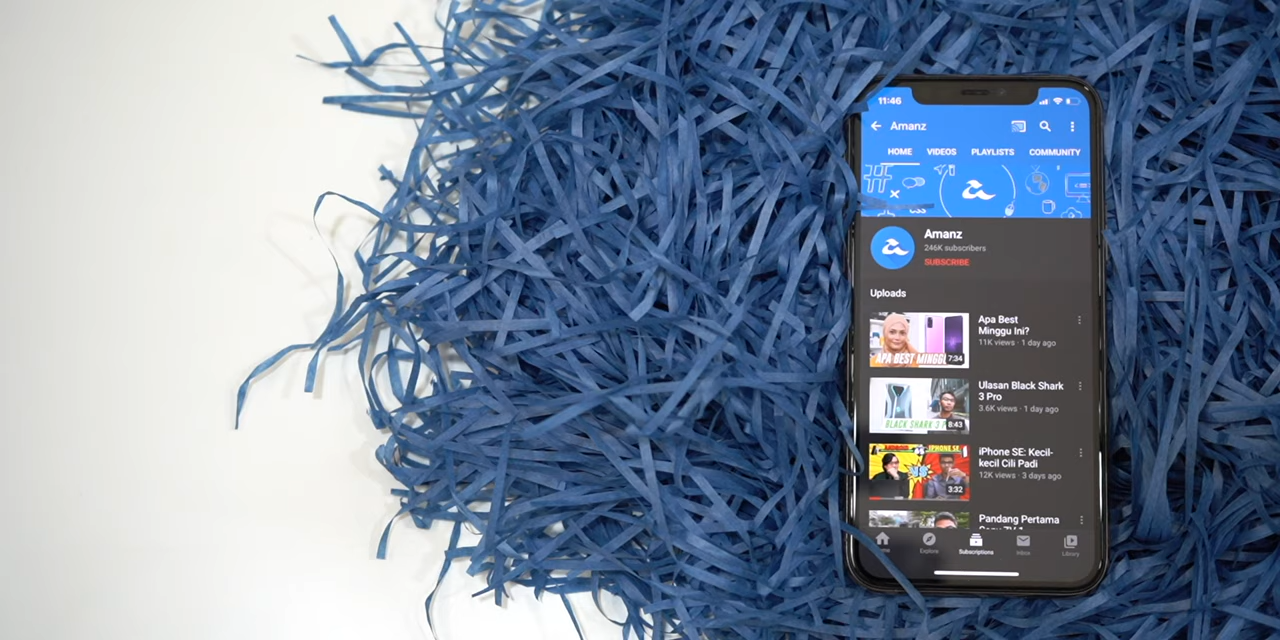 11:46
Amanz
HOME VIDEOS PLAYLISTS COMMUNITY
#
CSS
Amanz
246K subscribers
SUBSCRIBE
Uploads
APA BEST MINGGU
7:34
Apa Best
Minggu Ini?
11K views · 1 day ago
BLACK SHARK 3
8:43
Ulasan Black Shark
3 Pro
3.6K views · 1 day ago
IPHONE SE
3:32
iPhone SE: Kecil-
kecil Cili Padi
12K views · 3 days ago
Pandang Pertama
Explore Subscriptions Inbox Library